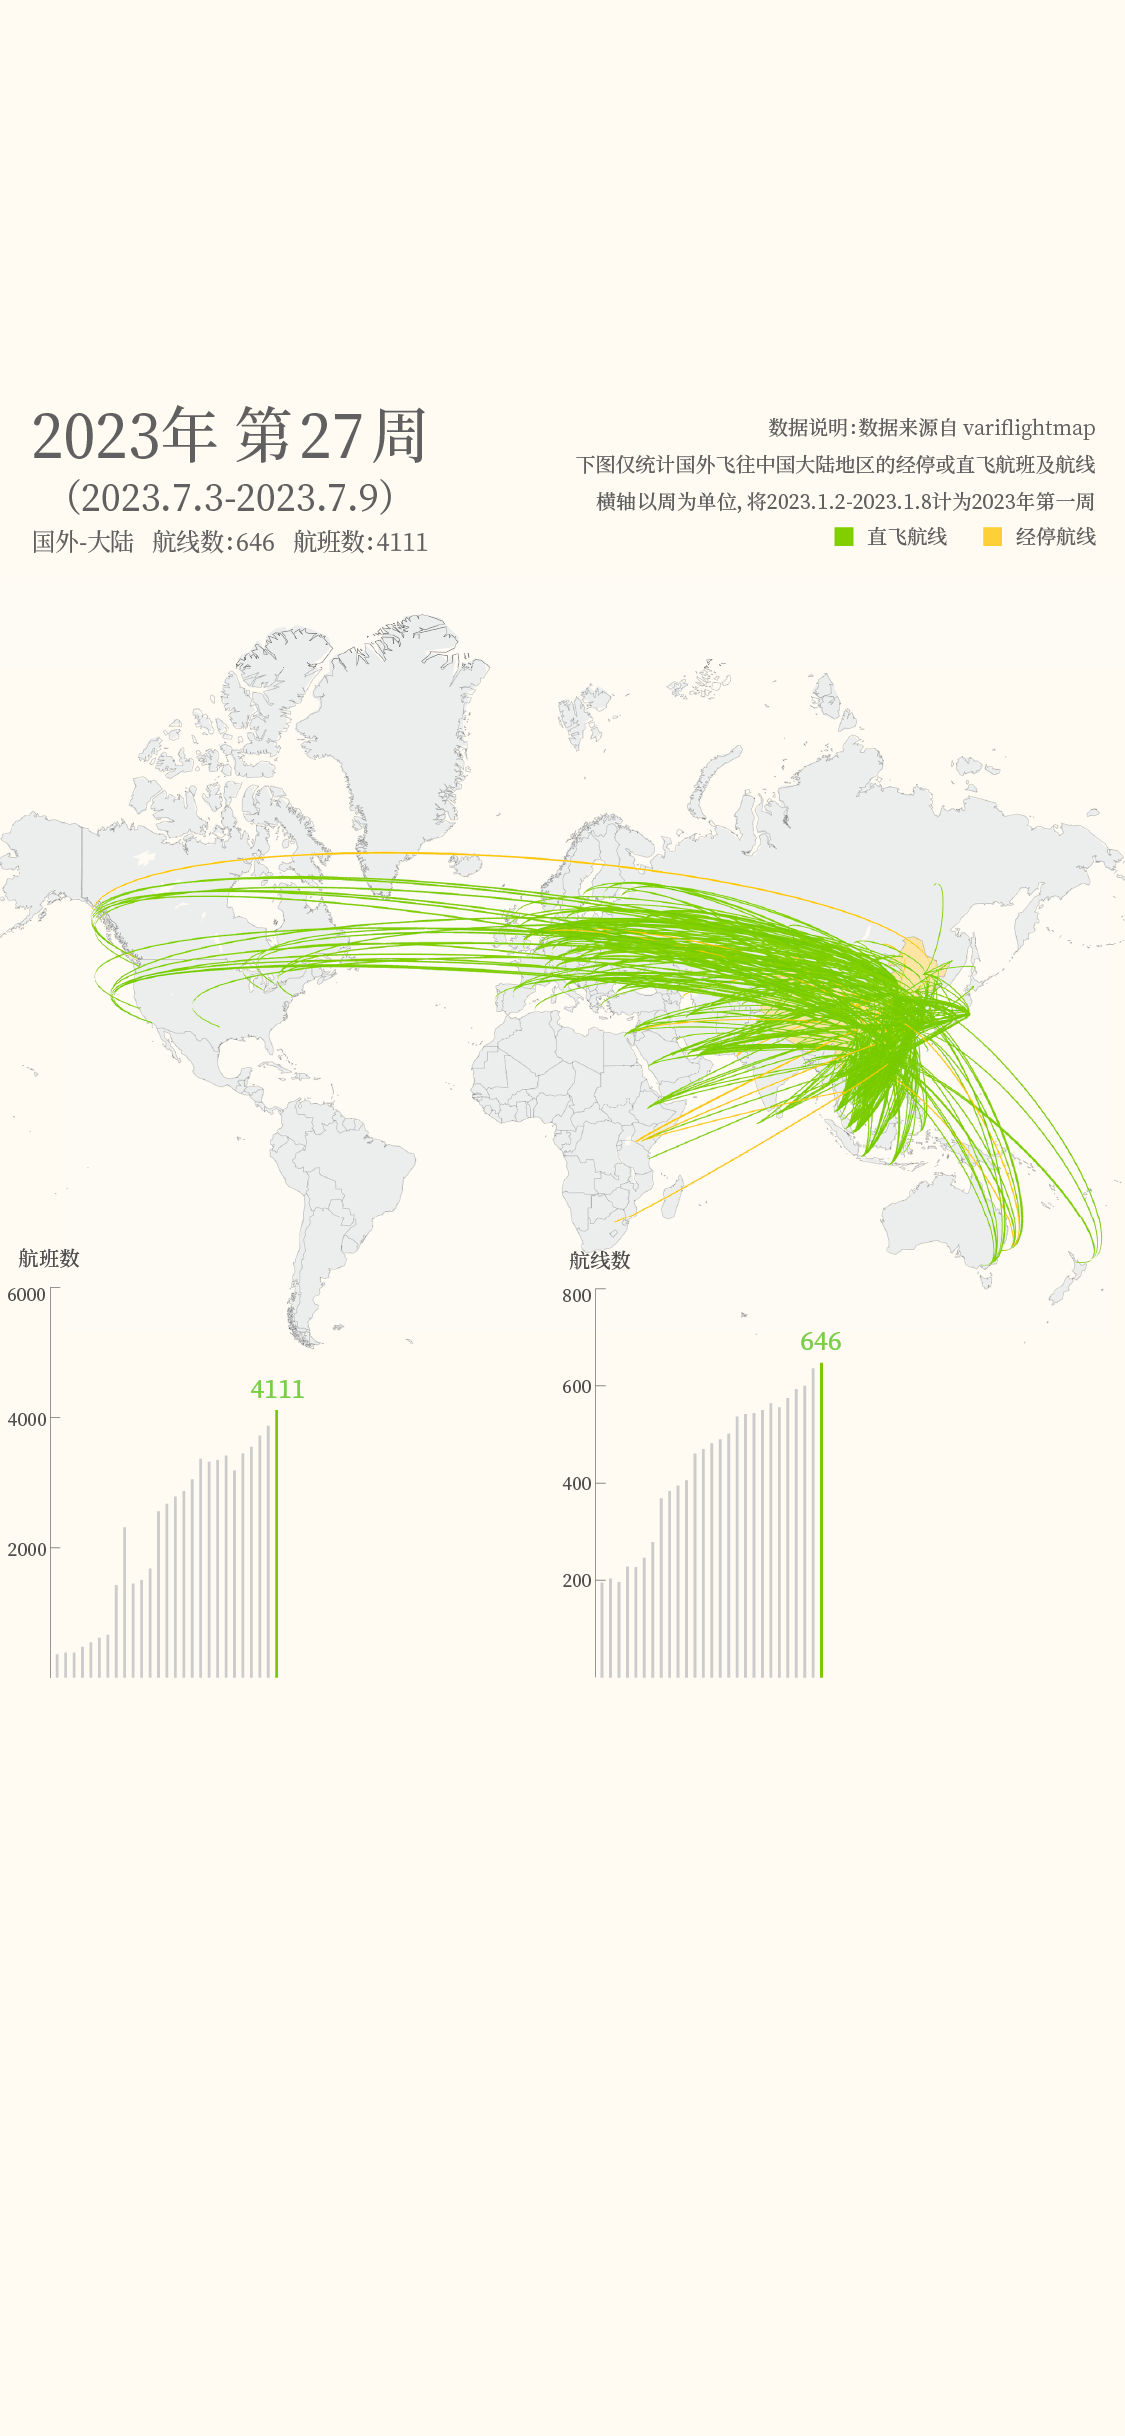 2023年 第27周
（2023.7.3-2023.7.9）
国外-大陆 航线数:646 航班数:4111
数据说明:数据来源自 variflightmap
下图仅统计国外飞往中国大陆地区的经停或直飞航班及航线
横轴以周为单位, 将2023.1.2-2023.1.8计为2023年第一周
直飞航线 经停航线
航班数
6000
4000
2000
4111
航线数
800
600
400
200
646